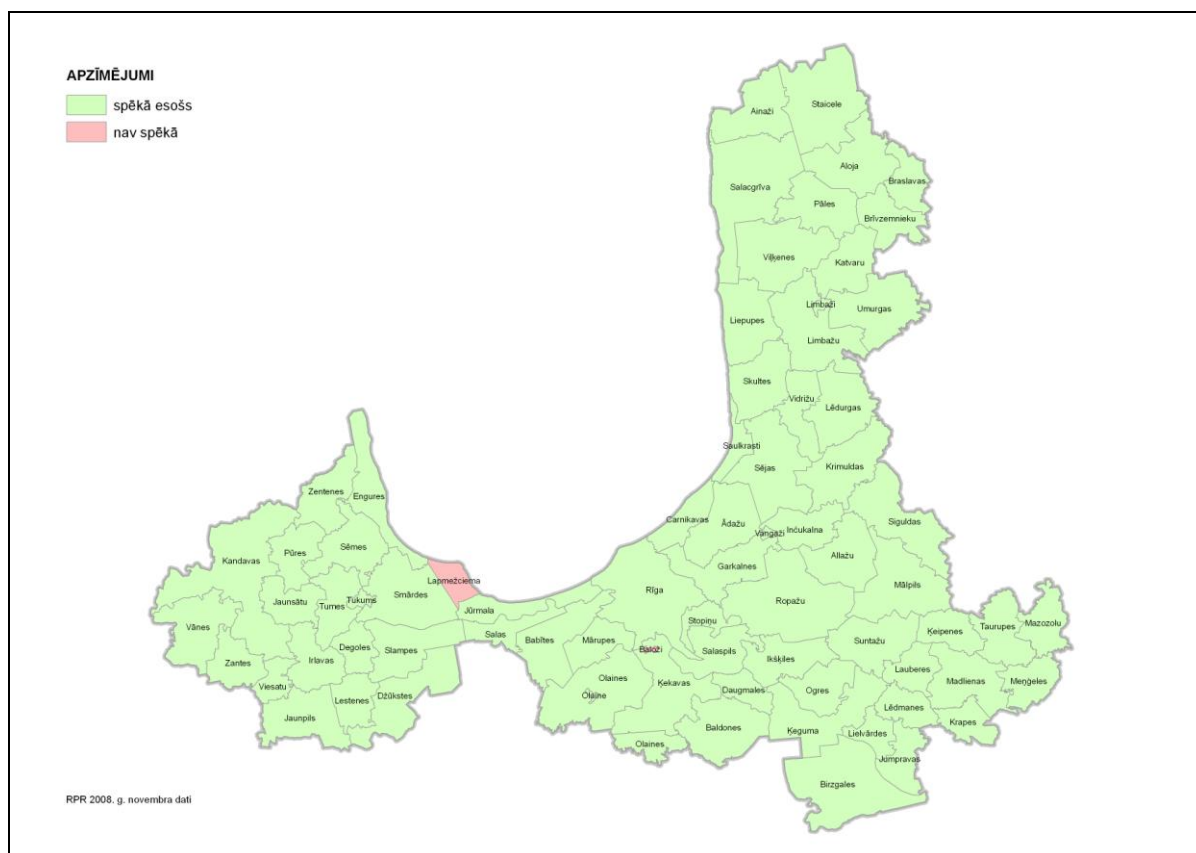 APZĪMĒJUMI
spēkā esošs
nav spēkā
Ainaži
Staicele
Aloja
Braslavas
Salacgrīva
Pāles
Brīvzemnieku
Viļķenes
Katvaru
Limbaži
Umurgas
Liepupes
Limbažu
Skultes
Vidrižu
Lēdurgas
Saulkrasti
Sējas
Krimuldas
Zentenes
Engures
Carnikavas
Ādažu
Vangaži
Inčukalna
Siguldas
Kandavas
Pūres
Sēmes
Allažu
Garkalnes
Lapmežciema
Mālpils
Jaunsātu
Tumes
Tukums
Smārdes
Jūrmala
Rīga
Ropažu
Vānes
Salas
Babītes
Mārupes
Stopiņu
Baloži
Salaspils
Ikšķiles
Suntažu
Ķeipenes
Taurupes
Mazozolu
Zantes
Irlavas
Degoles
Slampes
Lauberes
Madlienas
Meņģeles
Viesatu
Olaines
Olaine
Ķekavas
Daugmales
Ogres
Lestenes
Džūkstes
Lēdmanes
Jaunpils
Baldones
Ķeguma
Lielvārdes
Krapes
Olaines
Jumpravas
Birzgales
RPR 2008. g. novembra dati